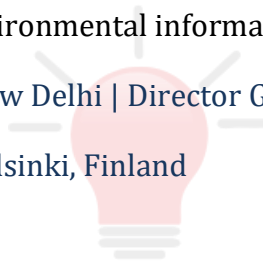 ironmental informa
w Delhi | Director G
lsinki, Finland